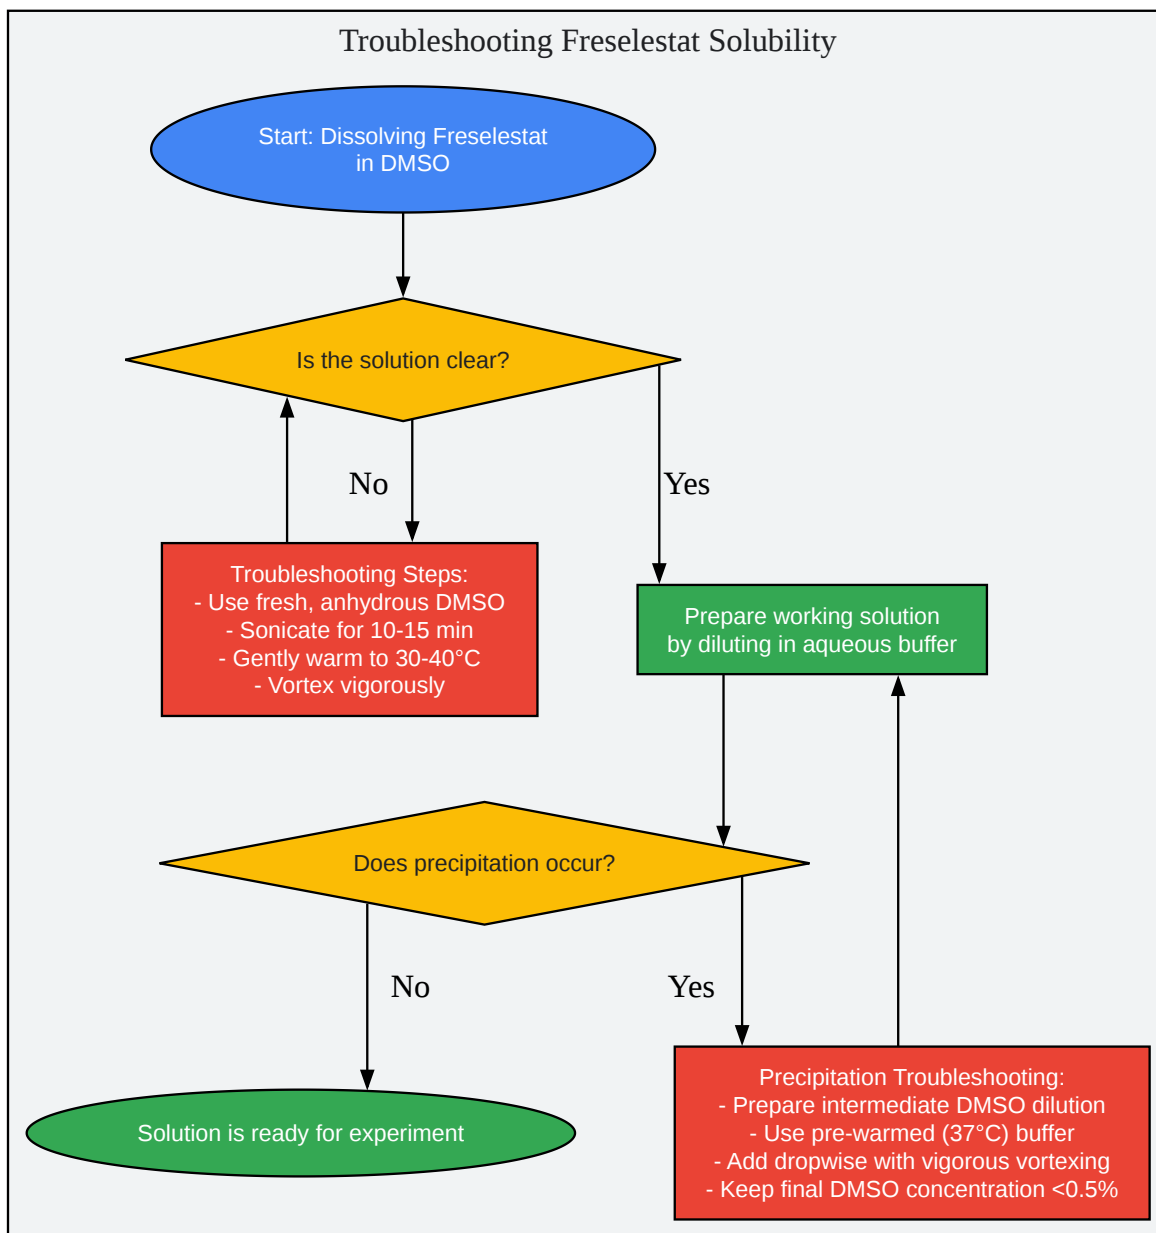 Troubleshooting Freselestat Solubility
Start: Dissolving Freselestat
in DMSO
Is the solution clear?
No
Yes
Troubleshooting Steps:
- Use fresh, anhydrous DMSO
- Sonicate for 10-15 min
- Gently warm to 30-40°C
- Vortex vigorously
Prepare working solution
by diluting in aqueous buffer
Does precipitation occur?
No
Yes
Solution is ready for experiment
Precipitation Troubleshooting:
- Prepare intermediate DMSO dilution
- Use pre-warmed (37°C) buffer
- Add dropwise with vigorous vortexing
- Keep final DMSO concentration <0.5%